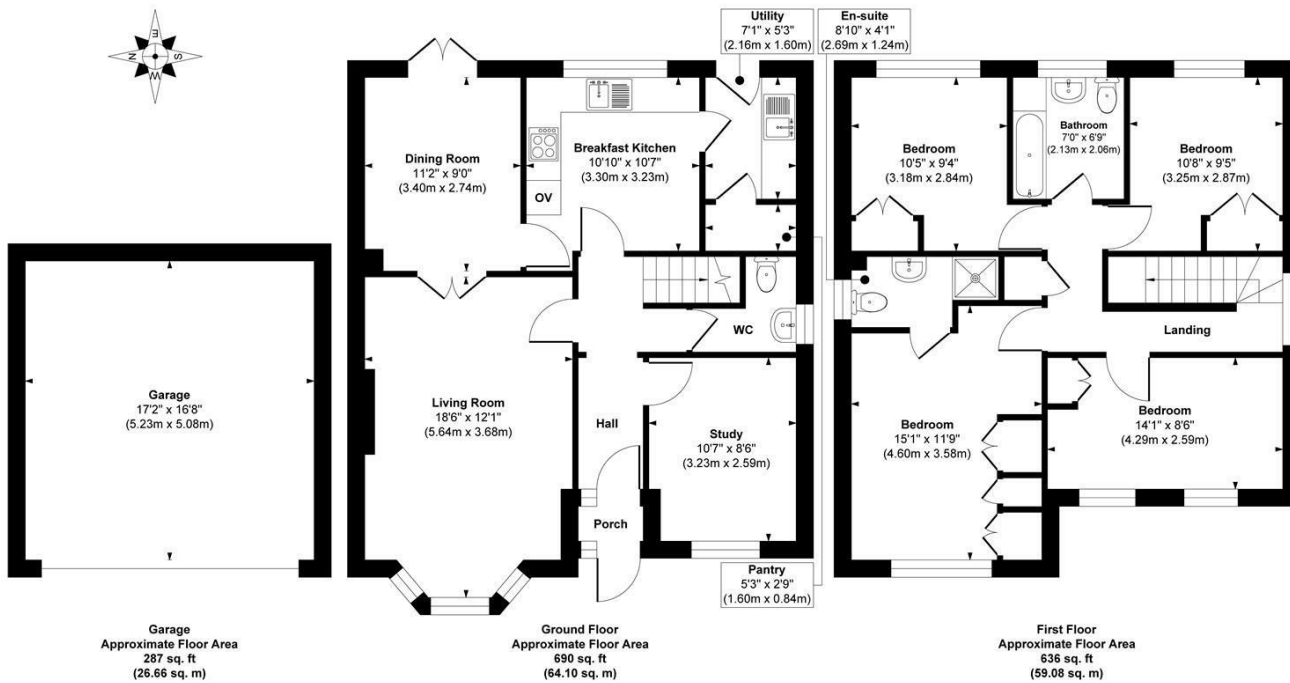 N
E
S
W
Utility
7'1" x 5'3"
(2.16m x 1.60m)
En-suite
8'10" x 4'1"
(2.69m x 1.24m)
Dining Room
11'2" x 9'0"
(3.40m x 2.74m)
Breakfast Kitchen
10'10" x 10'7"
(3.30m x 3.23m)
OV
Bedroom
10'5" x 9'4"
(3.18m x 2.84m)
Bathroom
7'0" x 6'9"
(2.13m x 2.06m)
Bedroom
10'8" x 9'5"
(3.25m x 2.87m)
WC
Landing
Garage
17'2" x 16'8"
(5.23m x 5.08m)
Living Room
18'6" x 12'1"
(5.64m x 3.68m)
Hall
Study
10'7" x 8'6"
(3.23m x 2.59m)
Porch
Bedroom
15'1" x 11'9"
(4.60m x 3.58m)
Bedroom
14'1" x 8'6"
(4.29m x 2.59m)
Pantry
5'3" x 2'9"
(1.60m x 0.84m)
Garage
Approximate Floor Area
287 sq. ft
(26.66 sq. m)
Ground Floor
Approximate Floor Area
690 sq. ft
(64.10 sq. m)
First Floor
Approximate Floor Area
636 sq. ft
(59.08 sq. m)